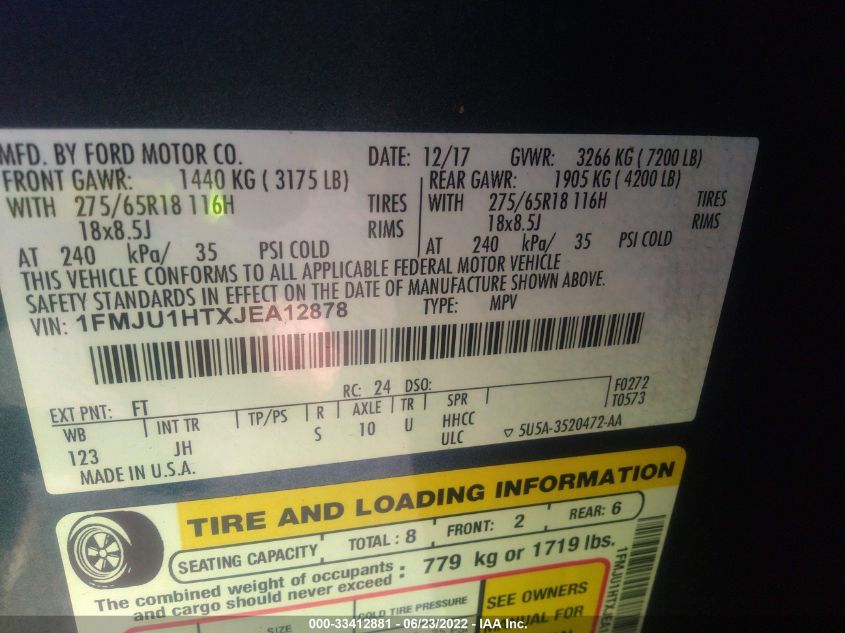 MFD. BY FORD MOTOR CO. DATE: 12/17 GVWR: 3266 KG ( 7200 LB)
FRONT GAWR: 1440 KG ( 3175 LB) REAR GAWR: 1905 KG ( 4200 LB)
WITH 275/65R18 116H TIRES WITH 275/65R18 116H TIRES
18x8.5J RIMS 18x8.5J RIMS
AT 240 kPa/ 35 PSI COLD AT 240 kPa/ 35 PSI COLD
THIS VEHICLE CONFORMS TO ALL APPLICABLE FEDERAL MOTOR VEHICLE
SAFETY STANDARDS IN EFFECT ON THE DATE OF MANUFACTURE SHOWN ABOVE.
VIN: 1FMJU1HTXJEA12878 TYPE: MPV
EXT PNT: FT RC: 24 DSO: F0272
WB INT TR TP/PS R AXLE TR SPR T0573
123 JH S 10 U HHCC
ULC ▽ 5U5A-3520472-AA
MADE IN U.S.A.
TIRE AND LOADING INFORMATION
SEATING CAPACITY TOTAL : 8 FRONT: 2 REAR: 6
The combined weight of occupants
and cargo should never exceed : 779 kg or 1719 lbs.
SIZE COLD TIRE PRESSURE SEE OWNERS
MANUAL FOR
1FMJU1HTXJEA
000-33412881 - 06/23/2022 - IAA Inc.